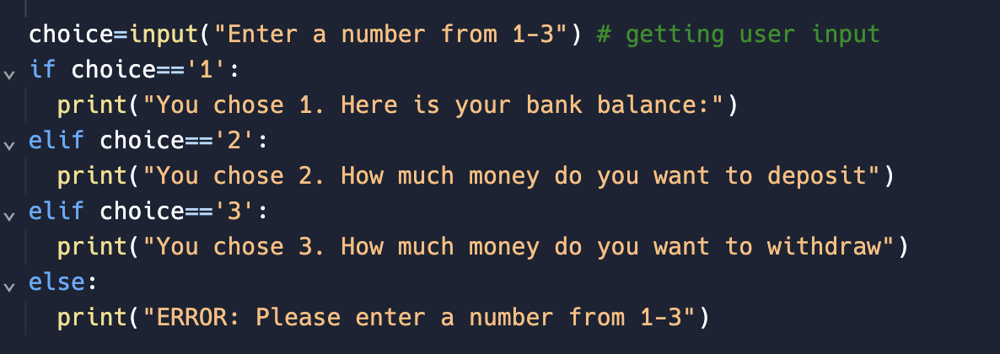 choice=input("Enter a number from 1-3") # getting user input
if choice=='1':
  print("You chose 1. Here is your bank balance:")
elif choice=='2':
  print("You chose 2. How much money do you want to deposit")
elif choice=='3':
  print("You chose 3. How much money do you want to withdraw")
else:
  print("ERROR: Please enter a number from 1-3")